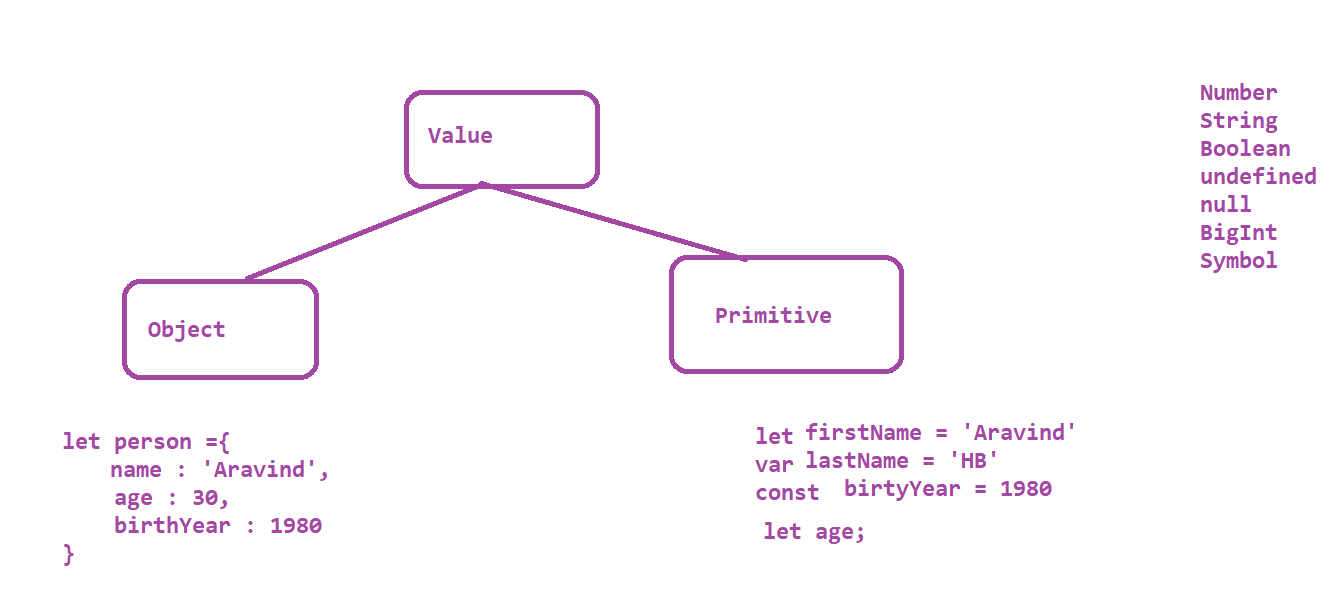 Value
Object
Primitive
Number
String
Boolean
undefined
null
BigInt
Symbol
let person ={
name : 'Aravind',
age : 30,
birthYear : 1980
}
let firstName = 'Aravind'
var lastName = 'HB'
const birtyYear = 1980
let age;